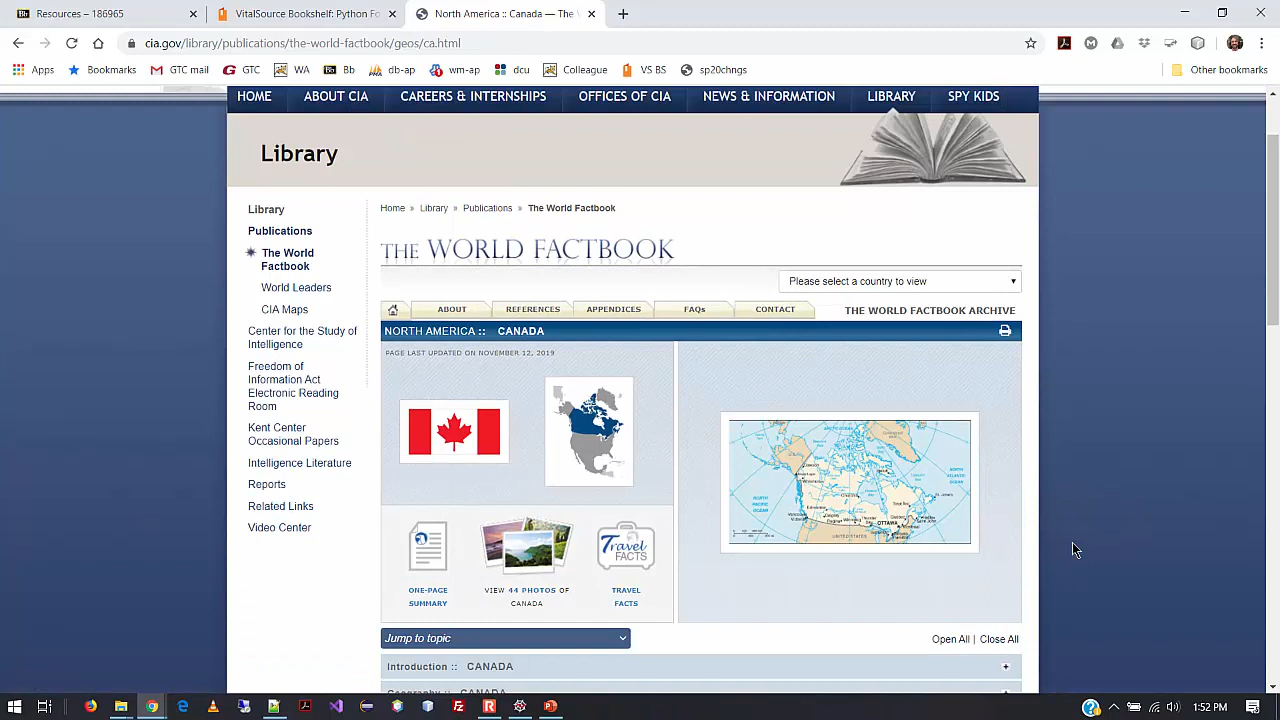 Resources – 186965
VitalSource Bookshelf: Python Fo
North America :: Canada — The W
cia.gov/library/publications/the-world-factbook/geos/ca.html
Apps Bookmarks GTC mail GTC WA Bb db-ap wm-ap dcu Colleague VS BS sp20chngs Other bookmarks
HOME ABOUT CIA CAREERS & INTERNSHIPS OFFICES OF CIA NEWS & INFORMATION LIBRARY SPY KIDS
Library
Library
Publications
The World
Factbook
World Leaders
CIA Maps
Center for the Study of
Intelligence
Freedom of
Information Act
Electronic Reading
Room
Kent Center
Occasional Papers
Intelligence Literature
Reports
Related Links
Video Center
Home » Library » Publications » The World Factbook
THE WORLD FACTBOOK
Please select a country to view
ABOUT REFERENCES APPENDICES FAQs CONTACT THE WORLD FACTBOOK ARCHIVE
NORTH AMERICA :: CANADA
PAGE LAST UPDATED ON NOVEMBER 12, 2019
OTTAWA
UNITED STATES
ONE-PAGE
SUMMARY
VIEW 44 PHOTOS OF
CANADA
Travel
FACTS
TRAVEL
FACTS
Jump to topic
Open All | Close All
Introduction :: CANADA
Geography :: CANADA
1:52 PM